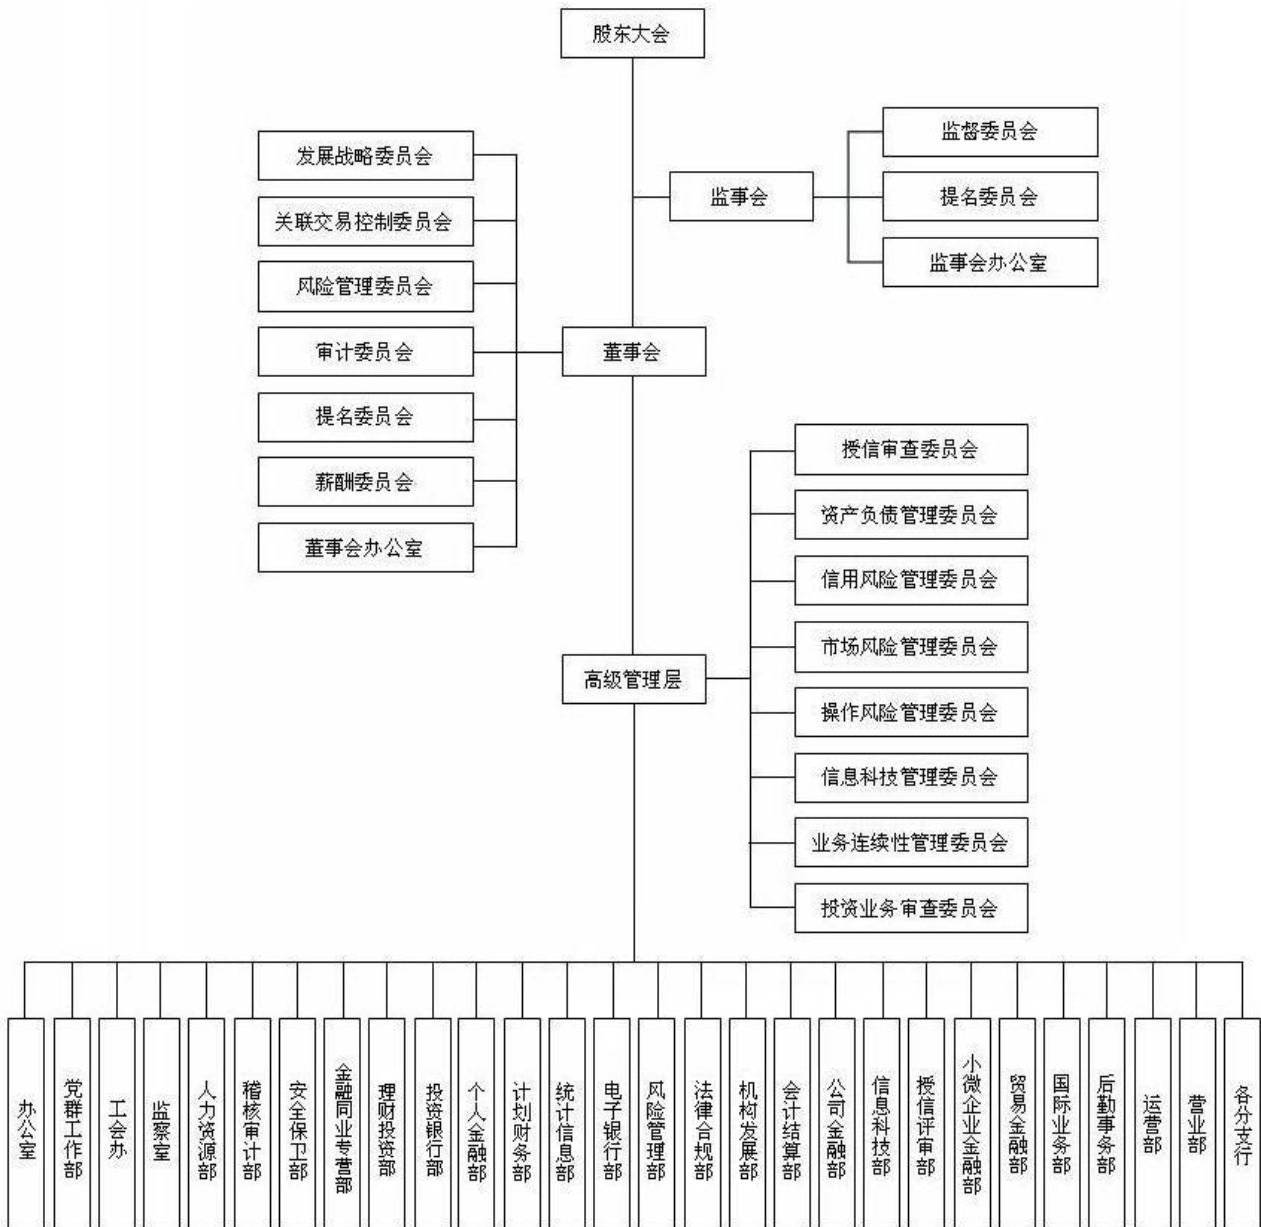 股东大会
监督委员会
发展战略委员会
监事会
提名委员会
关联交易控制委员会
监事会办公室
风险管理委员会
董事会
审计委员会
提名委员会
授信审查委员会
薪酬委员会
资产负债管理委员会
董事会办公室
信用风险管理委员会
市场风险管理委员会
高级管理层
操作风险管理委员会
信息科技管理委员会
业务连续性管理委员会
投资业务审查委员会
办公室
党群工作部
工会办
监察室
人力资源部
稽核审计部
安全保卫部
金融同业专营部
理财投资部
投资银行部
个人金融部
计划财务部
统计信息部
电子银行部
风险管理部
法律合规部
机构发展部
会计结算部
公司金融部
信息科技部
授信评审部
小微企业金融部
贸易金融部
国际业务部
后勤事务部
运营部
营业部
各分支行